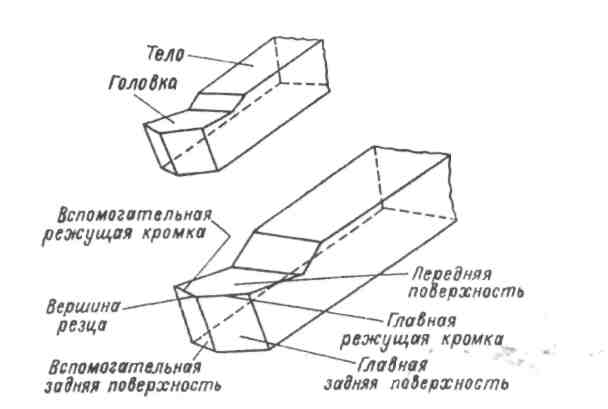 Тело
Головка
Вспомогательная
режущая кромка
Передняя
поверхность
Вершина
резца
Главная
режущая кромка
Вспомогательная
задняя поверхность
Главная
задняя поверхность